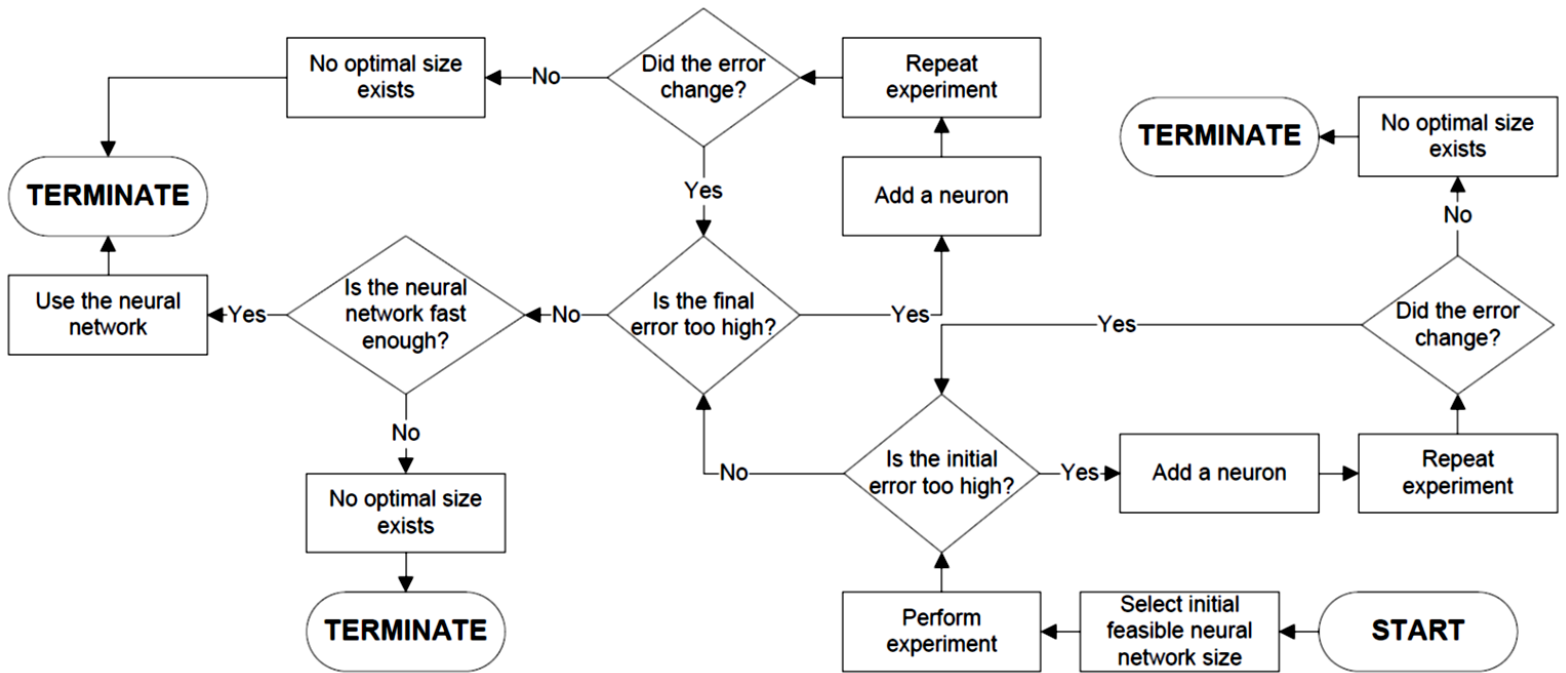 No optimal size
exists
No
Did the error
change?
Repeat
experiment
TERMINATE
No optimal size
exists
TERMINATE
Yes
Add a neuron
No
Use the neural
network
Yes
Is the neural
network fast
enough?
No
Is the final
error too high?
Yes
Yes
Did the error
change?
No
No optimal size
exists
No
Is the initial
error too high?
Yes
Add a neuron
Repeat
experiment
TERMINATE
Perform
experiment
Select initial
feasible neural
network size
START